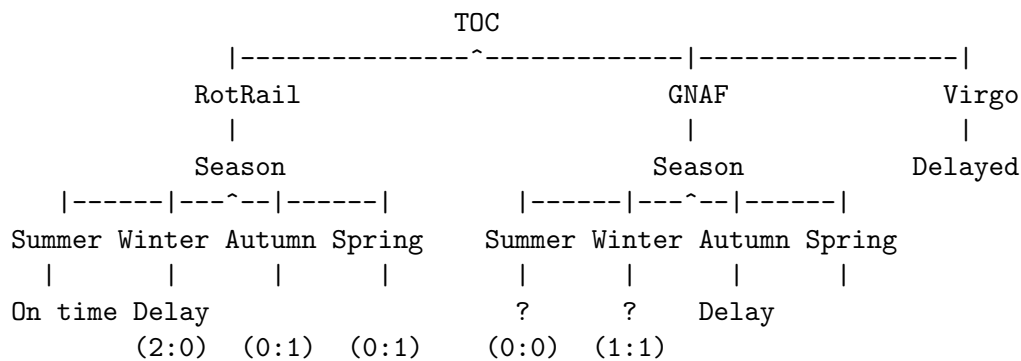 TOC
|---------------^-------------|-----------------|
RotRail GNAF Virgo
| | |
Season Season Delayed
|------|---^--|------| |------|---^--|------|
Summer Winter Autumn Spring Summer Winter Autumn Spring
| | | | | | | |
On time Delay ? ? Delay
(2:0) (0:1) (0:1) (0:0) (1:1)